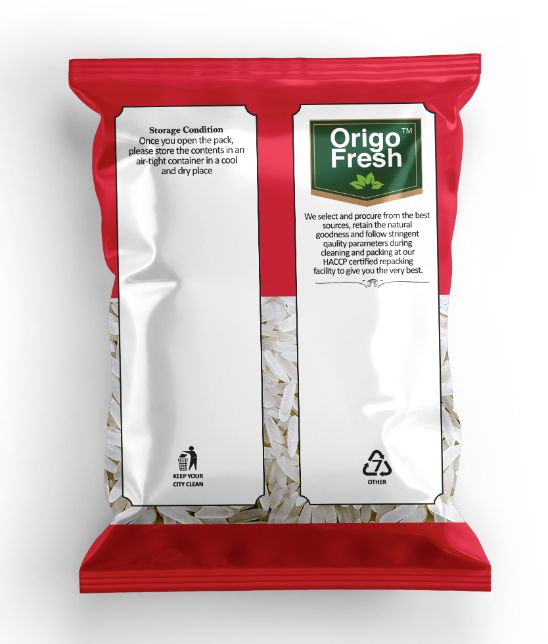 Storage Condition
Once you open the pack,
please store the contents in an
air-tight container in a cool
and dry place
KEEP YOUR
CITY CLEAN
Origo™
Fresh
We select and procure from the best
sources, retain the natural
goodness and follow stringent
qaulity parameters during
cleaning and packing at our
HACCP certified repacking
facility to give you the very best.
7
OTHER